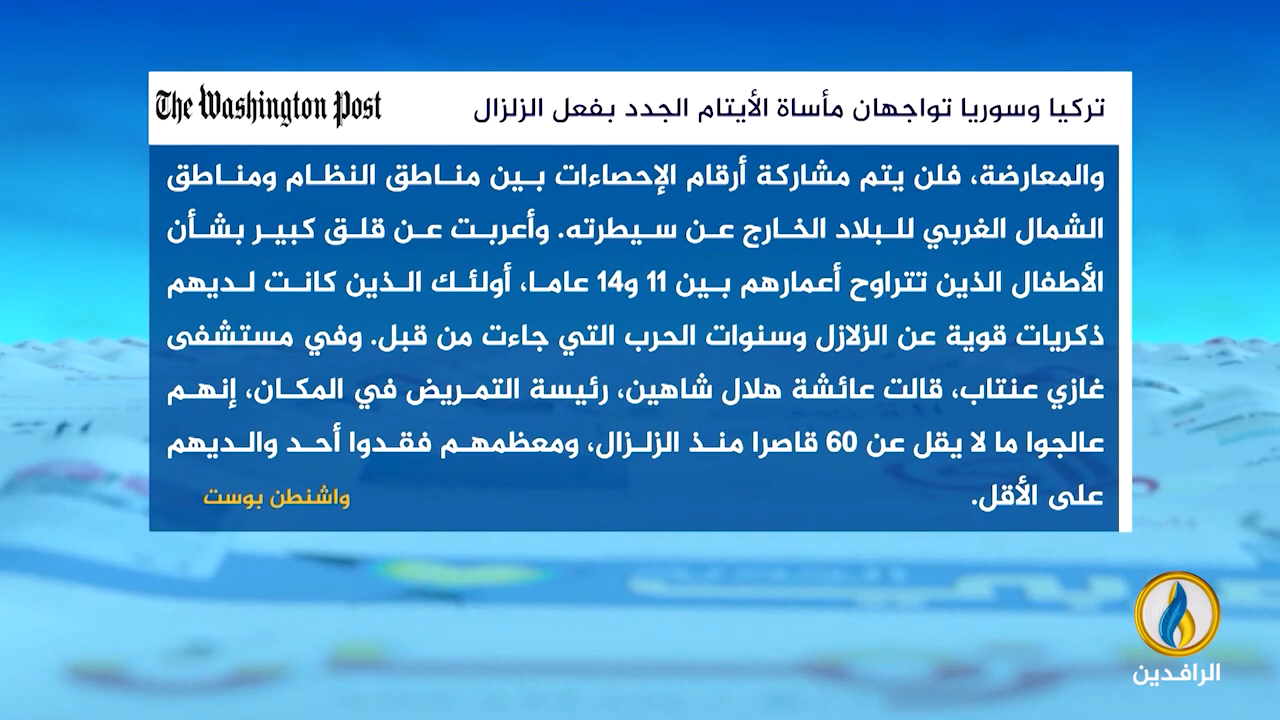 The Washington Post
تركيا وسوريا تواجهان مأساة الأيتام الجدد بفعل الزلزال
والمعارضة، فلن يتم مشاركة أرقام الإحصاءات بين مناطق النظام ومناطق
الشمال الغربي للبلاد الخارج عن سيطرته. وأعربت عن قلق كبير بشأن
الأطفال الذين تتراوح أعمارهم بين 11 و14 عاما، أولئك الذين كانت لديهم
ذكريات قوية عن الزلازل وسنوات الحرب التي جاءت من قبل. وفي مستشفى
غازي عنتاب، قالت عائشة هلال شاهين، رئيسة التمريض في المكان، إنهم
عالجوا ما لا يقل عن 60 قاصرا منذ الزلزال، ومعظمهم فقدوا أحد والديهم
على الأقل.
واشنطن بوست
الرافدين